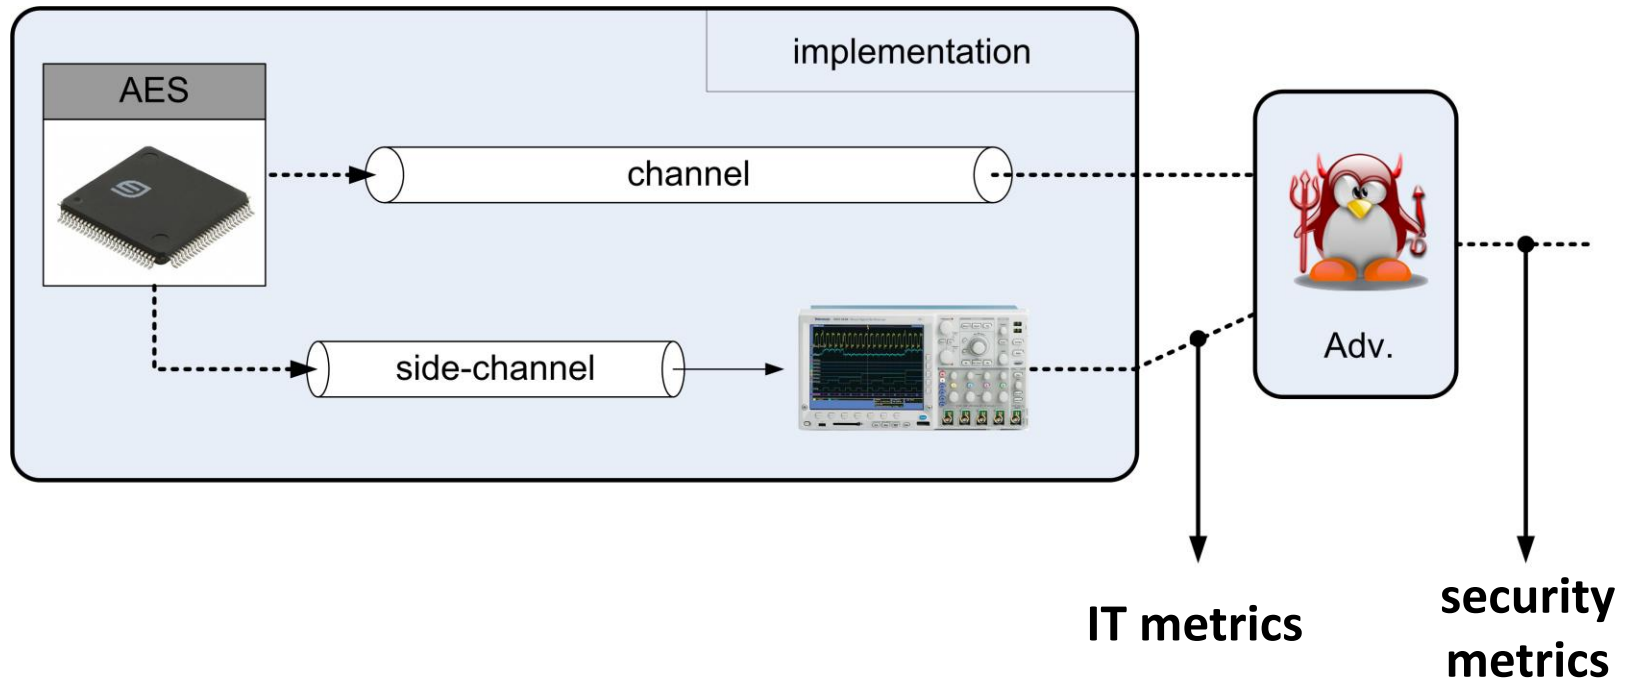 implementation
AES
channel
side-channel
Adv.
IT metrics
security
metrics